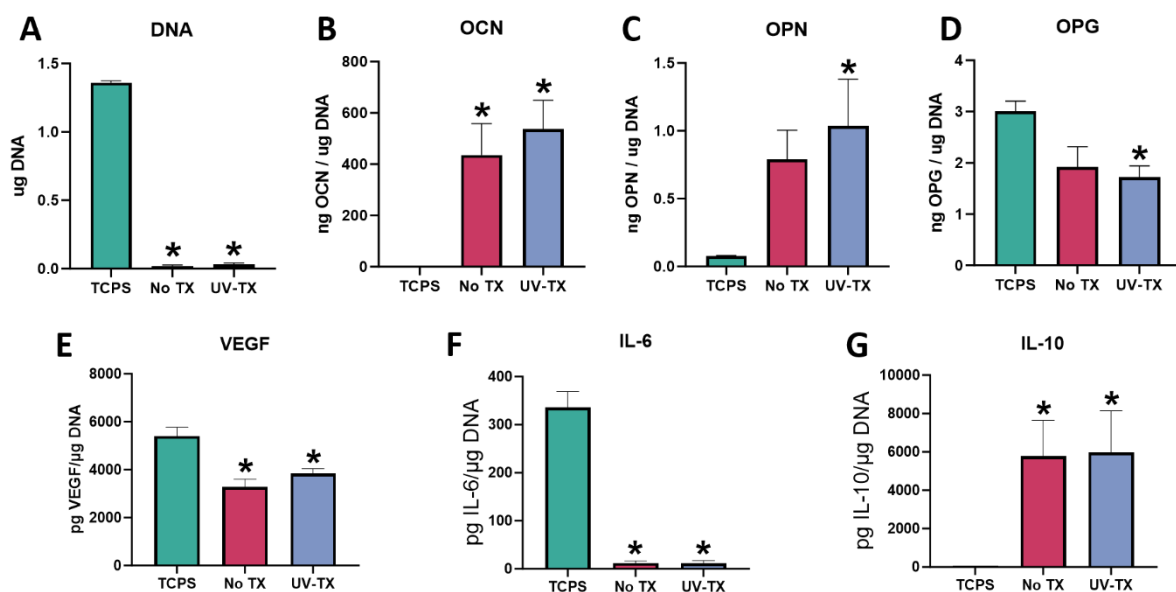 A
DNA
ug DNA
1.5
1.0
0.5
0.0
*
*
TCPS No TX UV-TX
B
OCN
ng OCN / ug DNA
800
600
400
200
0
*
*
TCPS No TX UV-TX
C
OPN
ng OPN / ug DNA
1.5
1.0
0.5
0.0
*
TCPS No TX UV-TX
D
OPG
ng OPG / ug DNA
4
3
2
1
0
*
TCPS No TX UV-TX
E
VEGF
pg VEGF/µg DNA
8000
6000
4000
2000
0
*
*
TCPS No TX UV-TX
F
IL-6
pg IL-6/µg DNA
400
300
200
100
0
*
*
TCPS No TX UV-TX
G
IL-10
pg IL-10/µg DNA
10000
8000
6000
4000
2000
0
*
*
TCPS No TX UV-TX